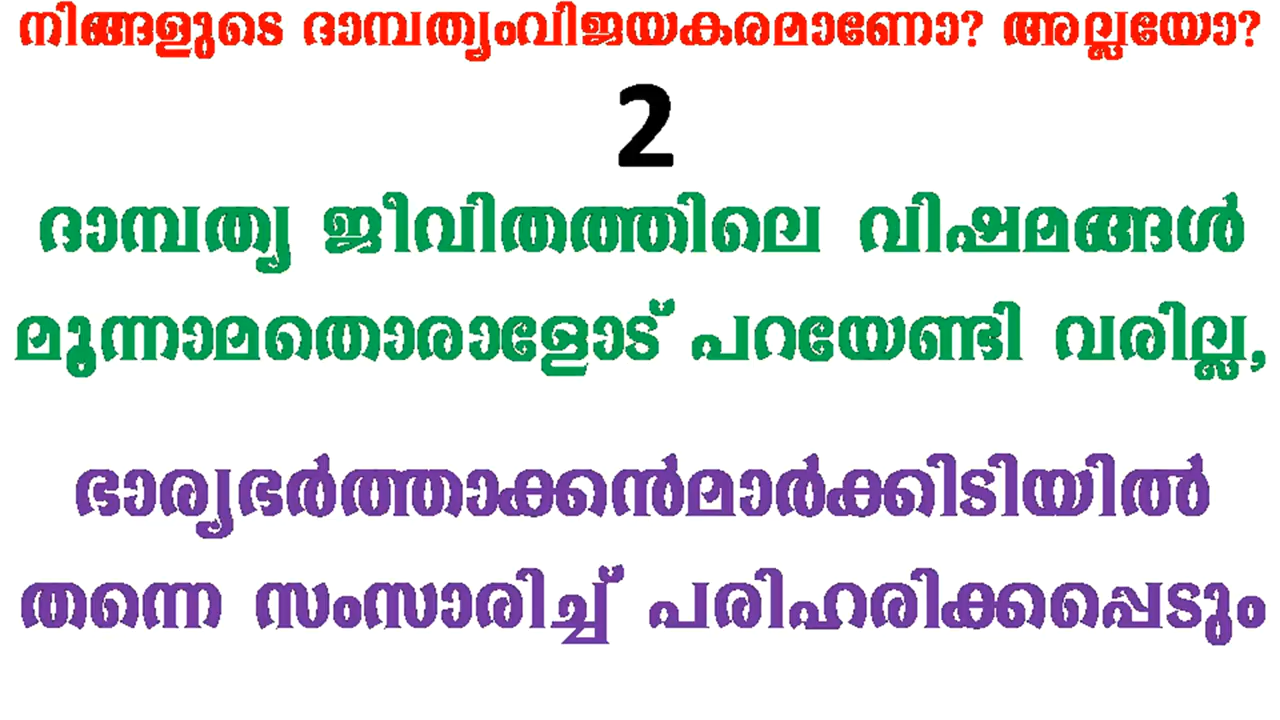 നിങ്ങളുടെ ദാമ്പത്യംവിജയകരമാണോ? അല്ലയോ?
2
ദാമ്പത്യ ജീവിതത്തിലെ വിഷമങ്ങൾ
മൂന്നാമതൊരാളോട് പറയേണ്ടി വരില്ല,
ഭാര്യഭർത്താക്കൻമാർക്കിടിയിൽ
തന്നെ സംസാരിച്ച് പരിഹരിക്കപ്പെടും